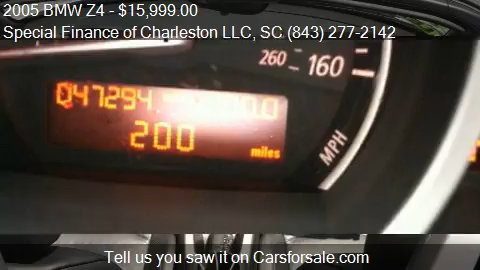 2005 BMW Z4 - $15,999.00
Special Finance of Charleston LLC, SC (843) 277-2142
260 160
047294
200
miles
MPH
Tell us you saw it on Carsforsale.com